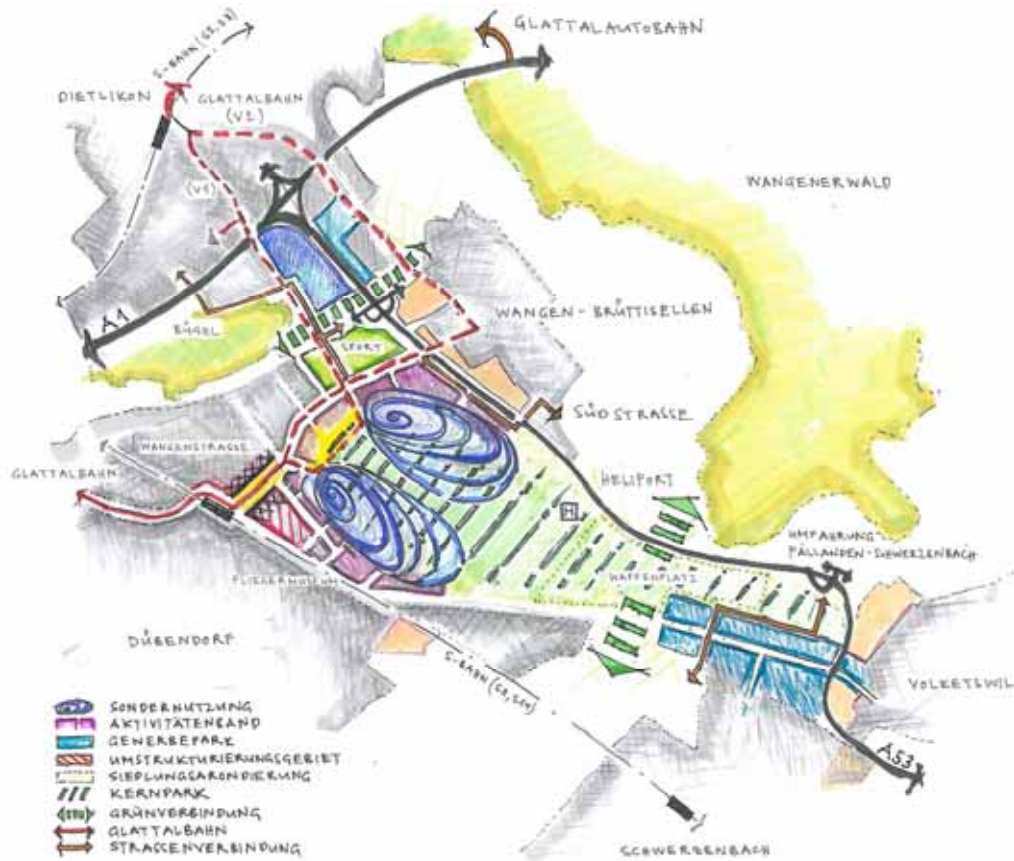 GLATTALAUTOBAHN
S-BAHN (S3, S8)
DIETLIKON
GLATTALBAHN
(V2)
WANGENERWALD
(V1)
A1
BÜGEL
WANGEN-BRÜTTISELLEN
SPORT
SÜDSTRASSE
WANGENSTRASSE
GLATTALBAHN
HELIPORT
H
UMFAHRUNG
FÄLLANDEN-SCHWERZENBACH
WAFFENPLATZ
FLIEGERMUSEUM
DÜBENDORF
S-BAHN (S9, S14)
VOLKETSWIL
A53
SONDERNUTZUNG
AKTIVITÄTENBAND
GEWERBEPARK
UMSTRUKTURIERUNGSGEBIET
SIEDLUNGSARONDIERUNG
KERNPARK
GRÜNVERBINDUNG
GLATTALBAHN
STRASSENVERBINDUNG
SCHWERZENBACH